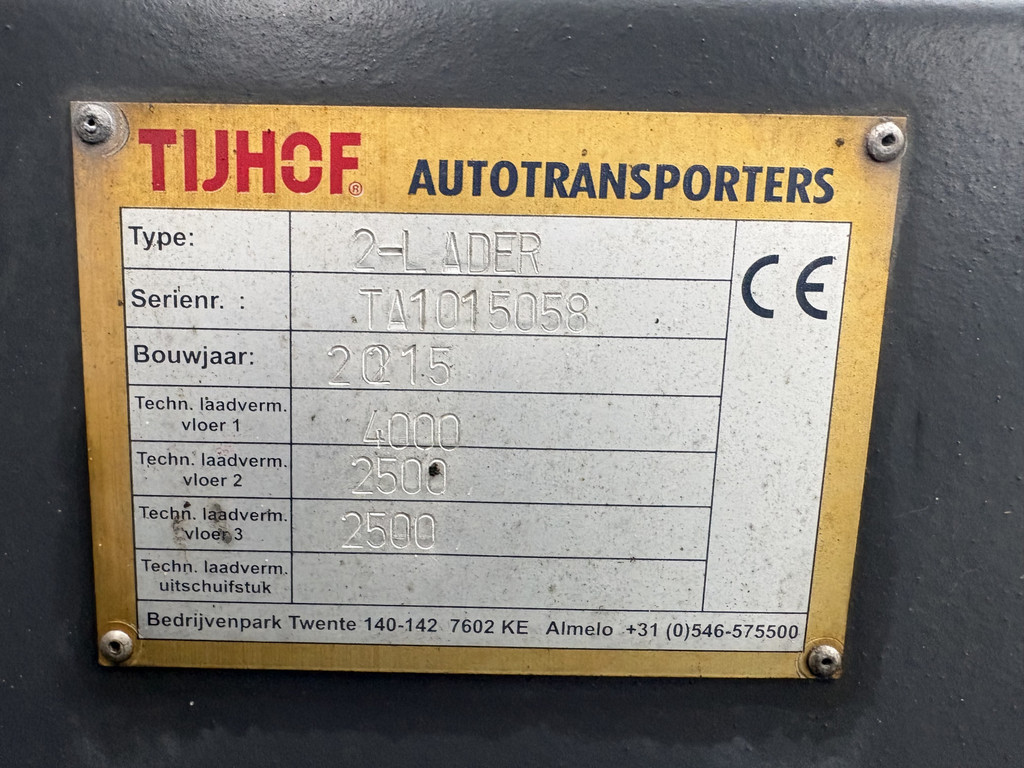 TIJHOF® AUTOTRANSPORTERS
Type: 2-LADER
CE
Serienr. : TA1015058
Bouwjaar: 2015
Techn. laadverm.
vloer 1 4000
Techn. laadverm.
vloer 2 2500
Techn. laadverm.
vloer 3 2500
Techn. laadverm.
uitschuifstuk
Bedrijvenpark Twente 140-142 7602 KE Almelo +31 (0)546-575500